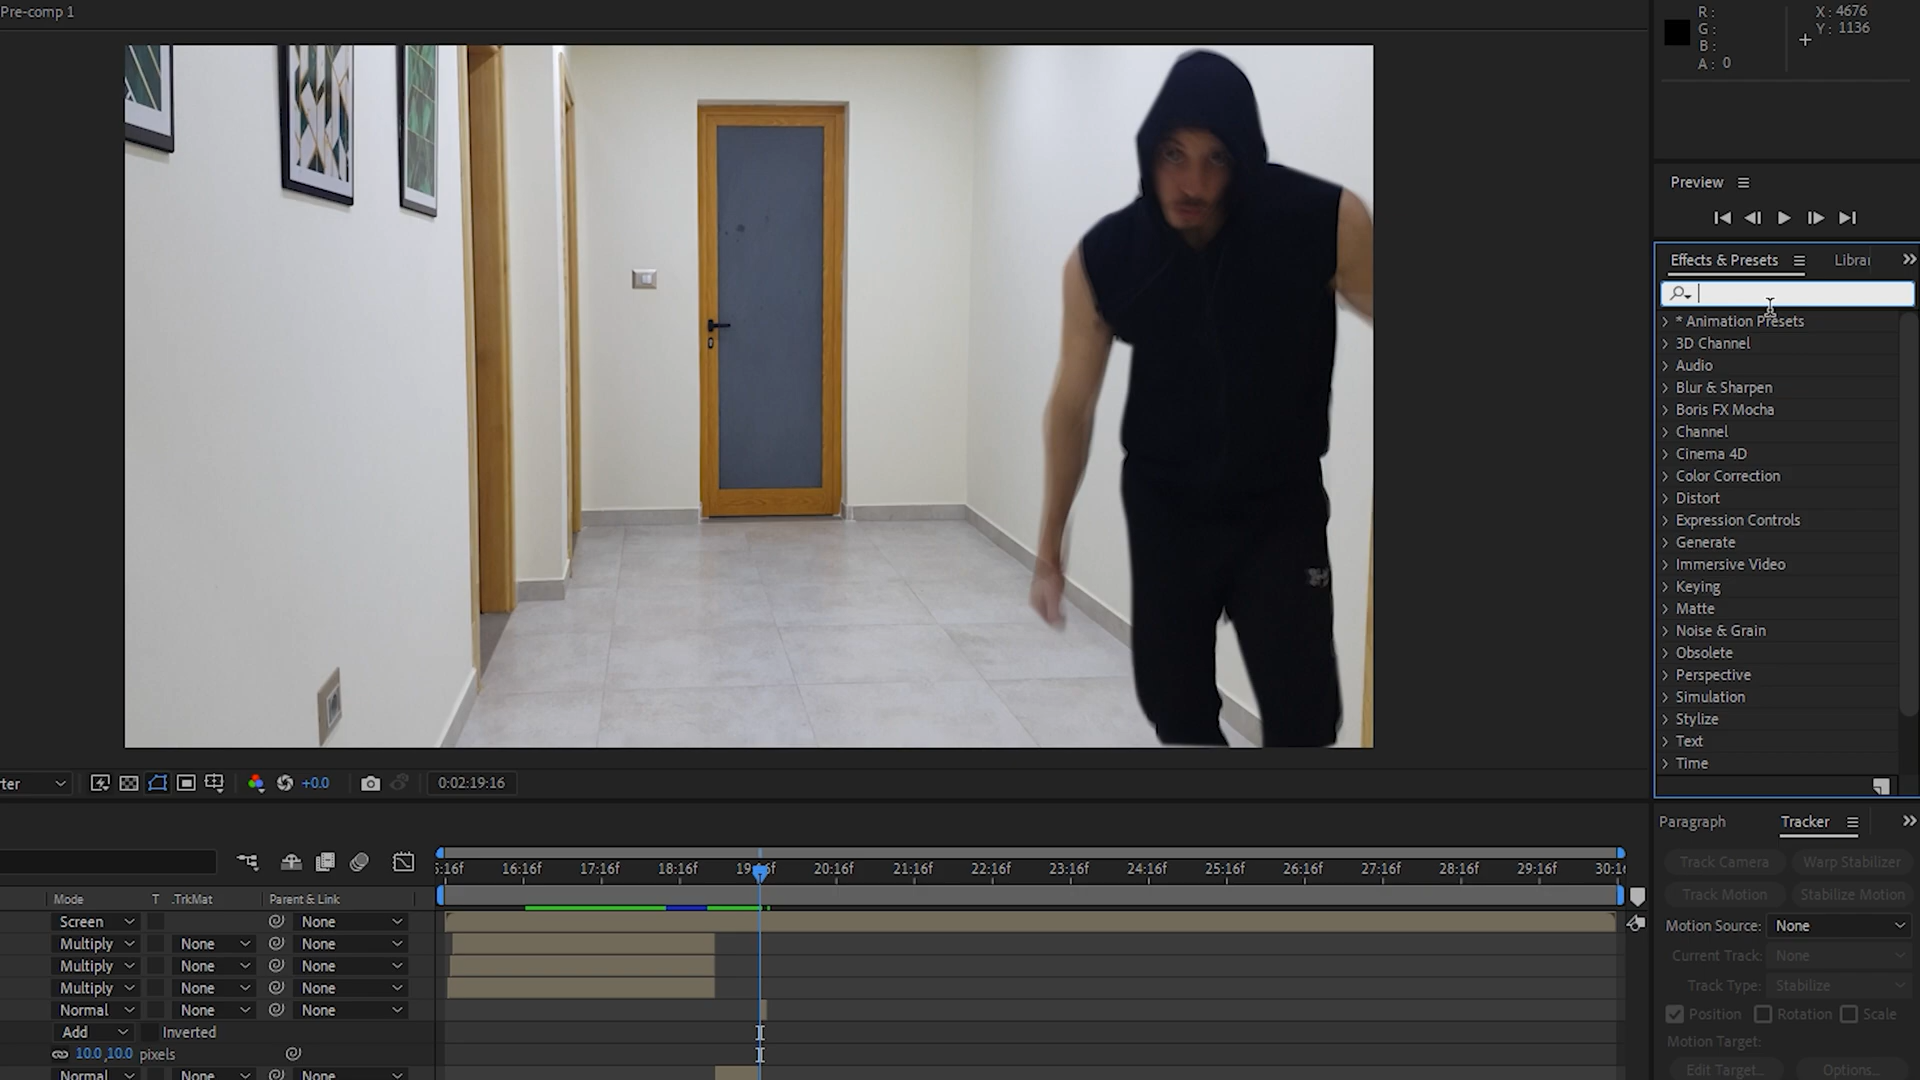 Pre-comp 1
R :
G :
B :
A : 0
X : 4676
Y : 1136
Preview
Effects & Presets
* Animation Presets
3D Channel
Audio
Blur & Sharpen
Boris FX Mocha
Channel
Cinema 4D
Color Correction
Distort
Expression Controls
Generate
Immersive Video
Keying
Matte
Noise & Grain
Obsolete
Perspective
Simulation
Stylize
Text
Time
+0.0
0:02:19:16
Paragraph
Tracker
Track Camera
Warp Stabilizer
Track Motion
Stabilize Motion
Motion Source: None
Current Track: None
Track Type: Stabilize
Position Rotation Scale
Motion Target:
Edit Target...
Options...
16:16f 17:16f 18:16f 20:16f 21:16f 22:16f 23:16f 24:16f 25:16f 26:16f 27:16f 28:16f 29:16f
Mode T .TrkMat Parent & Link
Screen None
Multiply None None
Multiply None None
Multiply None None
Normal None None
Add Inverted
10.0,10.0 pixels
Normal None None